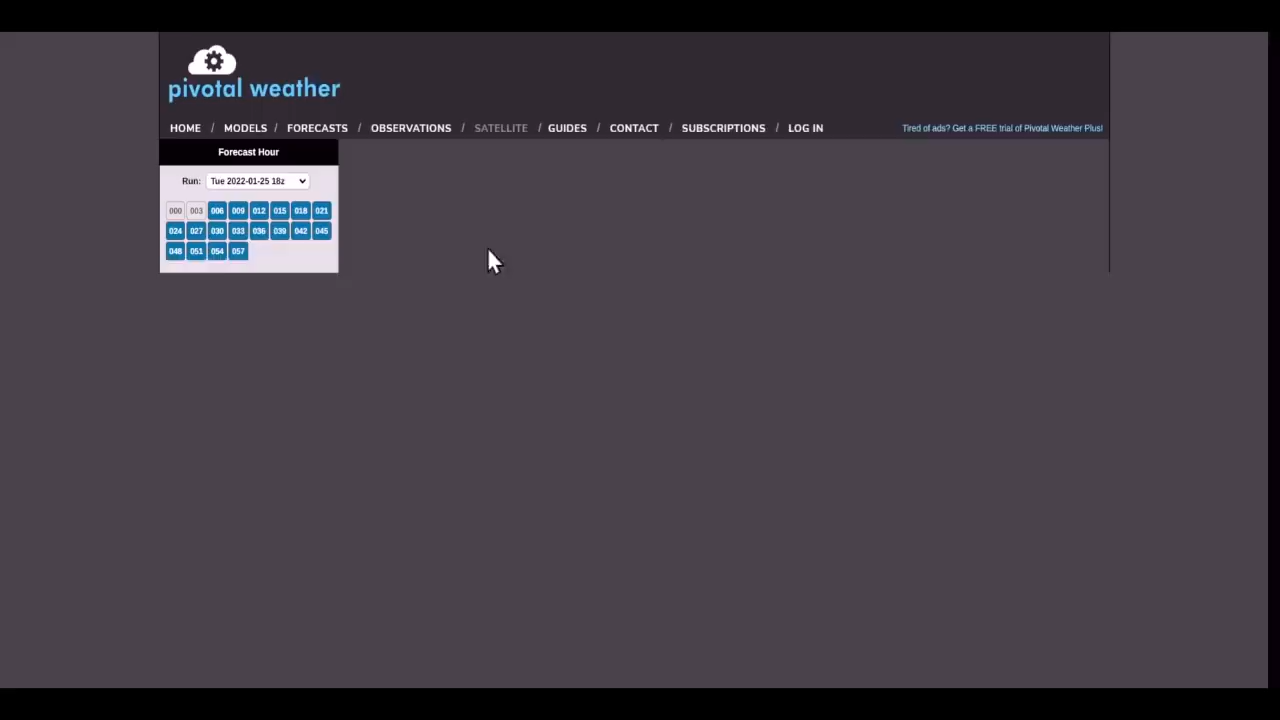 pivotal weather
HOME / MODELS / FORECASTS / OBSERVATIONS / SATELLITE / GUIDES / CONTACT / SUBSCRIPTIONS / LOG IN
Tired of ads? Get a FREE trial of Pivotal Weather Plus!
Forecast Hour
Run: Tue 2022-01-25 18z
000 003 006 009 012 015 018 021
024 027 030 033 036 039 042 045
048 051 054 057